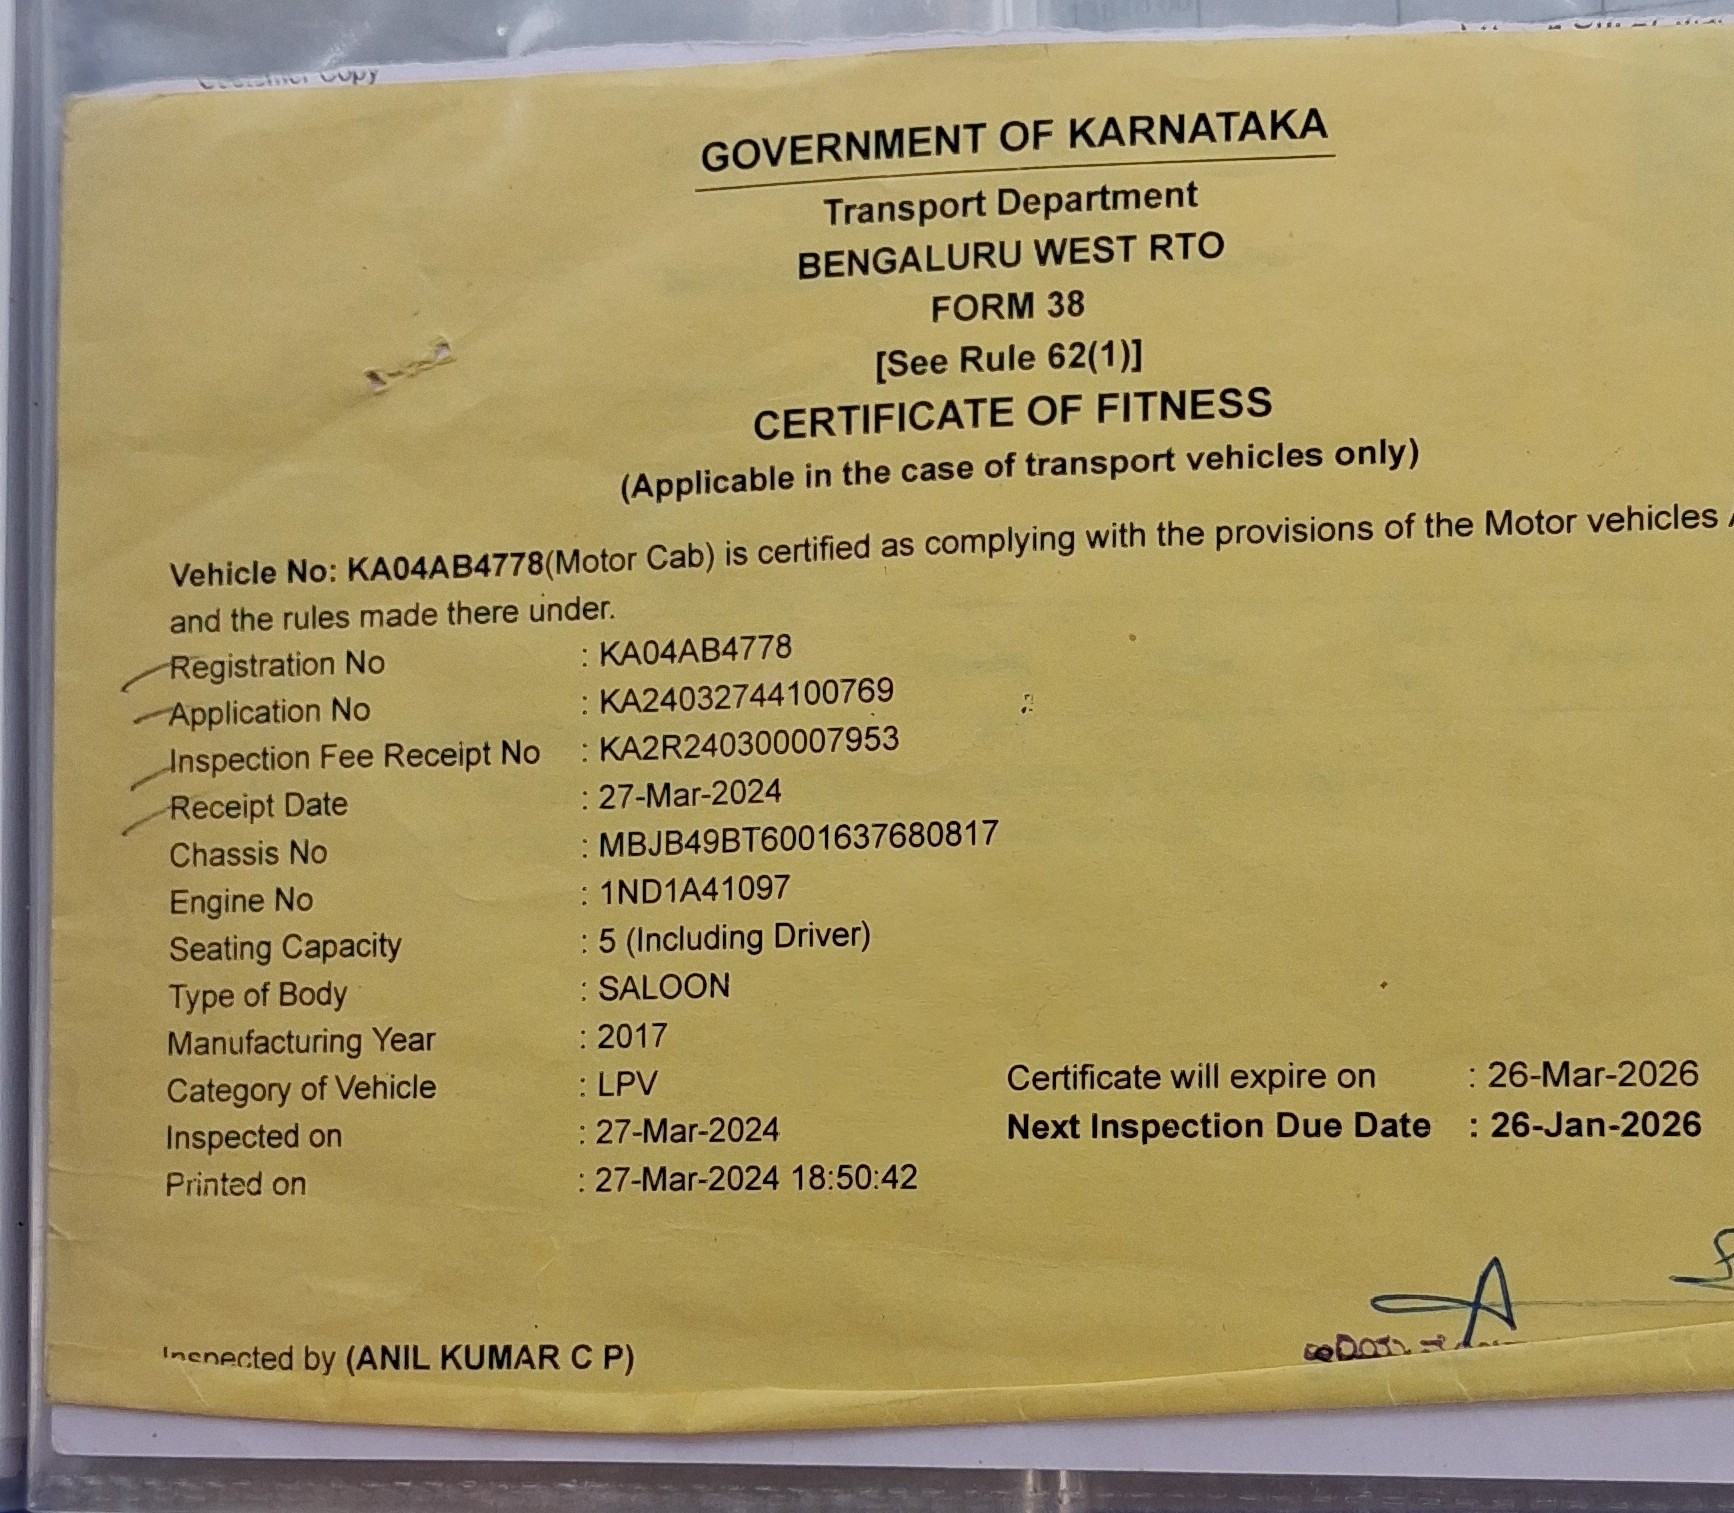 Customer Copy
GOVERNMENT OF KARNATAKA
Transport Department
BENGALURU WEST RTO
FORM 38
[See Rule 62(1)]
CERTIFICATE OF FITNESS
(Applicable in the case of transport vehicles only)
Vehicle No: KA04AB4778(Motor Cab) is certified as complying with the provisions of the Motor vehicles
and the rules made there under.
Registration No : KA04AB4778
Application No : KA24032744100769
Inspection Fee Receipt No : KA2R240300007953
Receipt Date : 27-Mar-2024
Chassis No : MBJB49BT6001637680817
Engine No : 1ND1A41097
Seating Capacity : 5 (Including Driver)
Type of Body : SALOON
Manufacturing Year : 2017
Category of Vehicle : LPV Certificate will expire on : 26-Mar-2026
Inspected on : 27-Mar-2024 Next Inspection Due Date : 26-Jan-2026
Printed on : 27-Mar-2024 18:50:42
Inspected by (ANIL KUMAR C P)